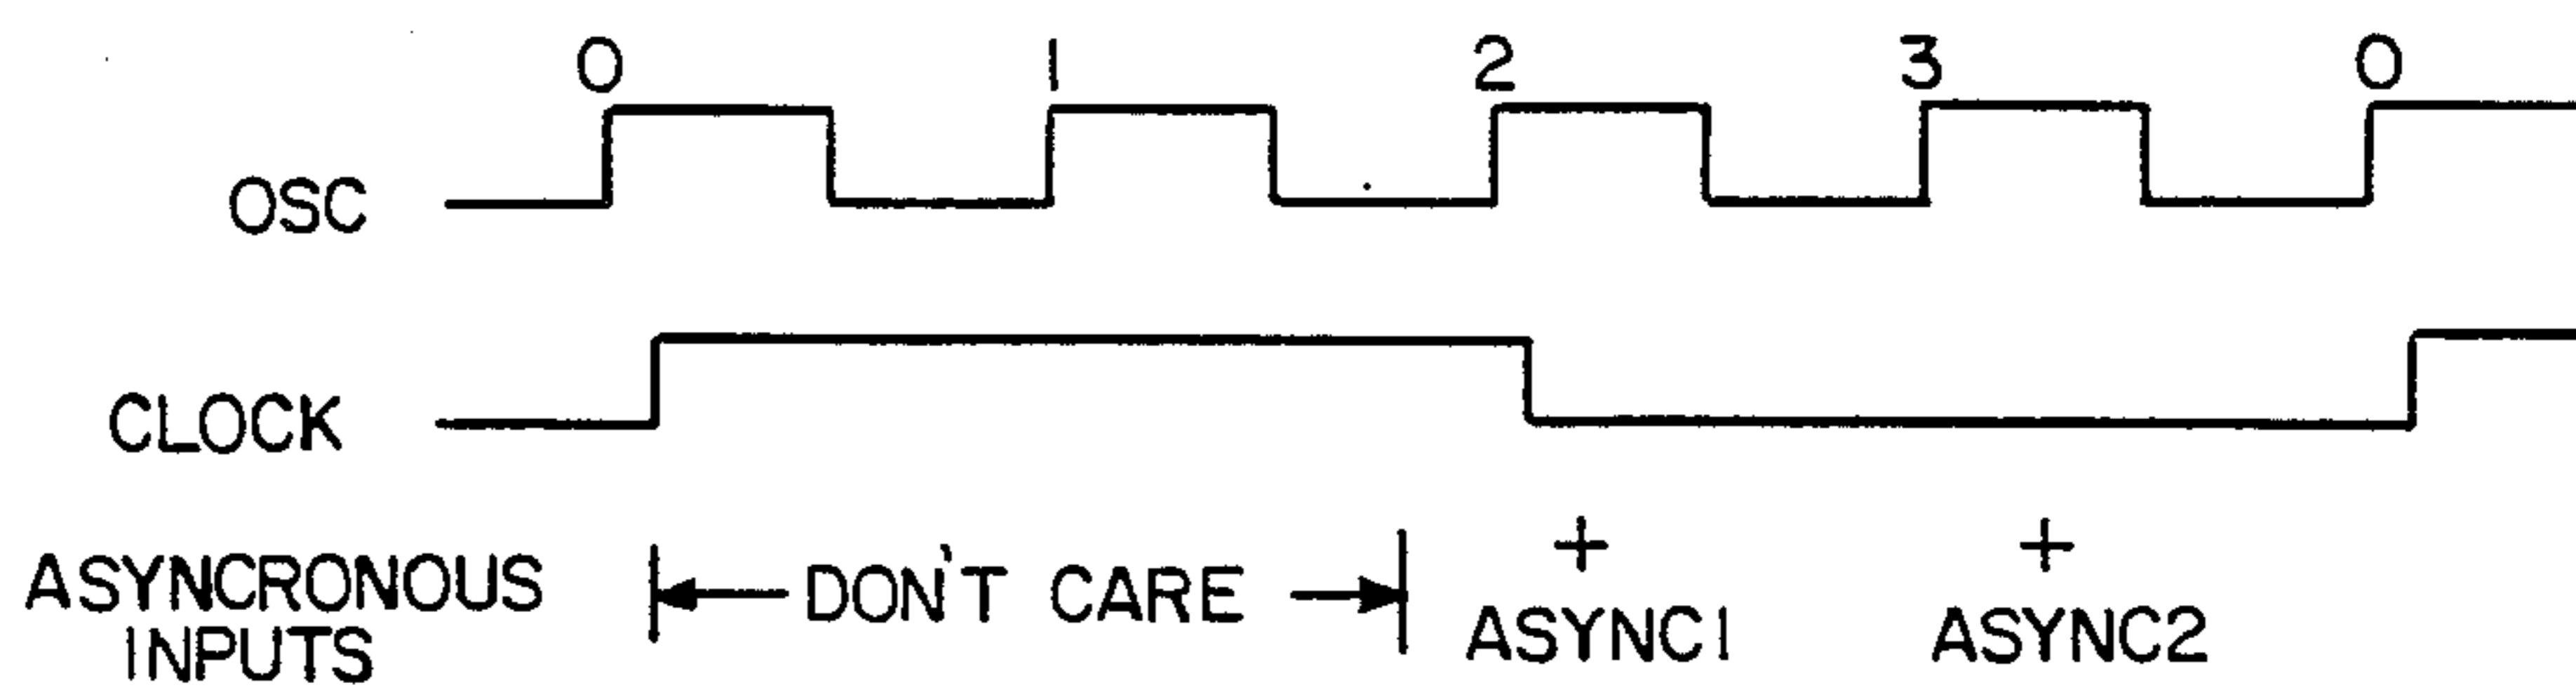 0 1 2 3 0
OSC
CLOCK
ASYNCRONOUS
INPUTS
DON'T CARE
ASYNC1
ASYNC2